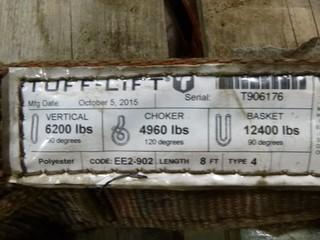 TUFF-LIFT
Mfg Date: October 5, 2015 Serial: T906176
VERTICAL CHOKER BASKET
6200 lbs 4960 lbs 12400 lbs
90 degrees 120 degrees 90 degrees
Polyester CODE: EE2-902 LENGTH 8 FT TYPE 4